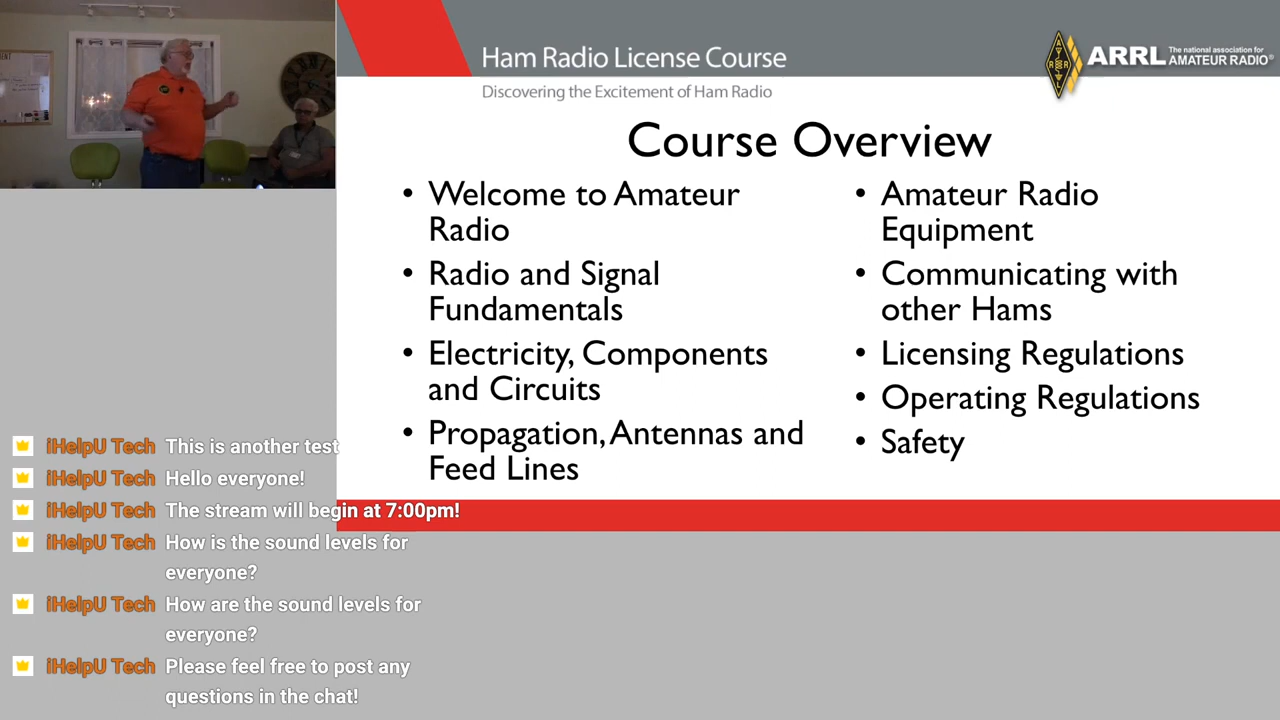 Ham Radio License Course
Discovering the Excitement of Ham Radio
ARRL The national association for
AMATEUR RADIO®
Course Overview
• Welcome to Amateur
Radio
• Radio and Signal
Fundamentals
• Electricity, Components
and Circuits
• Propagation, Antennas and
Feed Lines
• Amateur Radio
Equipment
• Communicating with
other Hams
• Licensing Regulations
• Operating Regulations
• Safety
iHelpU Tech This is another test
iHelpU Tech Hello everyone!
iHelpU Tech The stream will begin at 7:00pm!
iHelpU Tech How is the sound levels for
everyone?
iHelpU Tech How are the sound levels for
everyone?
iHelpU Tech Please feel free to post any
questions in the chat!